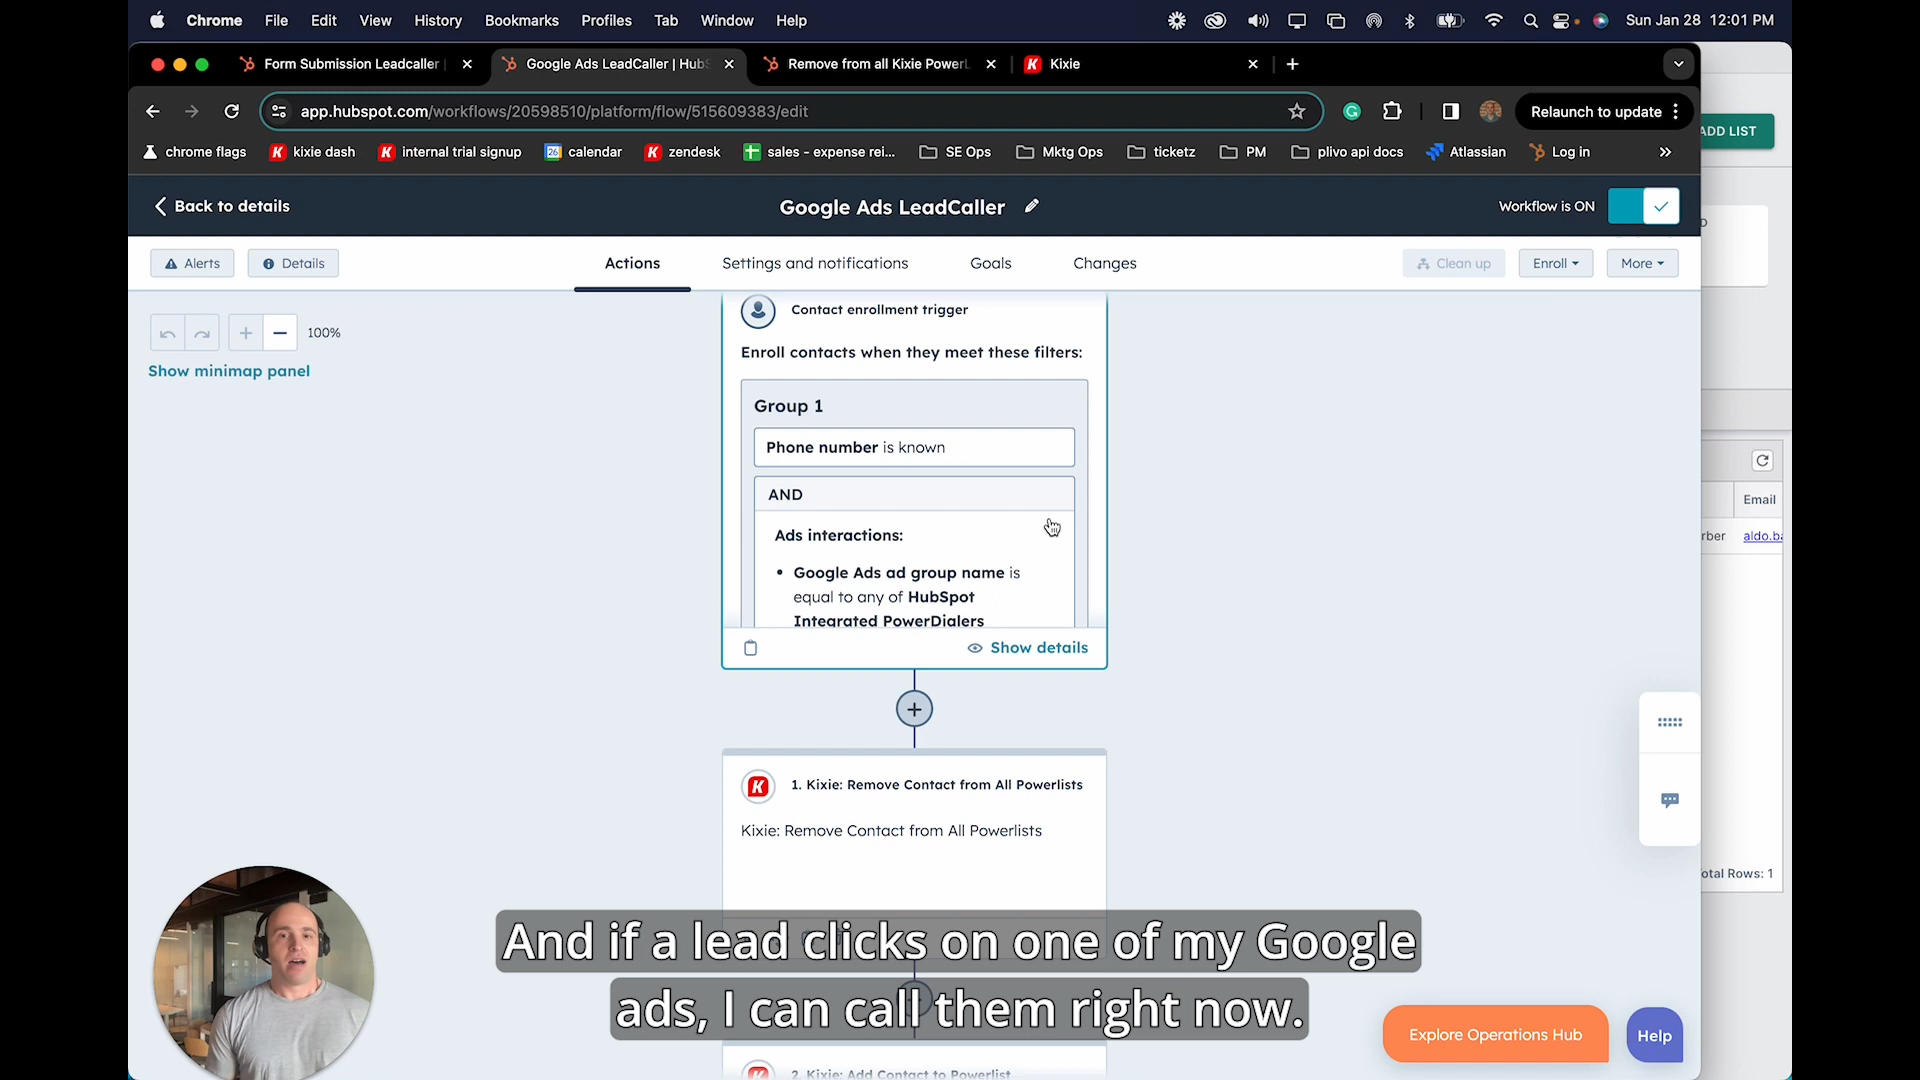 Chrome File Edit View History Bookmarks Profiles Tab Window Help Sun Jan 28 12:01 PM
Form Submission Leadcaller
Google Ads LeadCaller | HubS
Remove from all Kixie PowerL
Kixie
app.hubspot.com/workflows/20598510/platform/flow/515609383/edit
Relaunch to update
chrome flags kixie dash internal trial signup calendar zendesk sales - expense rei... SE Ops Mktg Ops ticketz PM plivo api docs Atlassian Log in
ADD LIST
Back to details
Google Ads LeadCaller
Workflow is ON
Alerts Details
Actions Settings and notifications Goals Changes
Clean up Enroll More
100%
Show minimap panel
Contact enrollment trigger
Enroll contacts when they meet these filters:
Group 1
Phone number is known
AND
Ads interactions:
• Google Ads ad group name is
equal to any of HubSpot
Integrated PowerDialers
Show details
Email
rber aldo.ba
1. Kixie: Remove Contact from All Powerlists
Kixie: Remove Contact from All Powerlists
otal Rows: 1
And if a lead clicks on one of my Google
ads, I can call them right now.
Explore Operations Hub
Help
2. Kixie: Add Contact to Powerlist